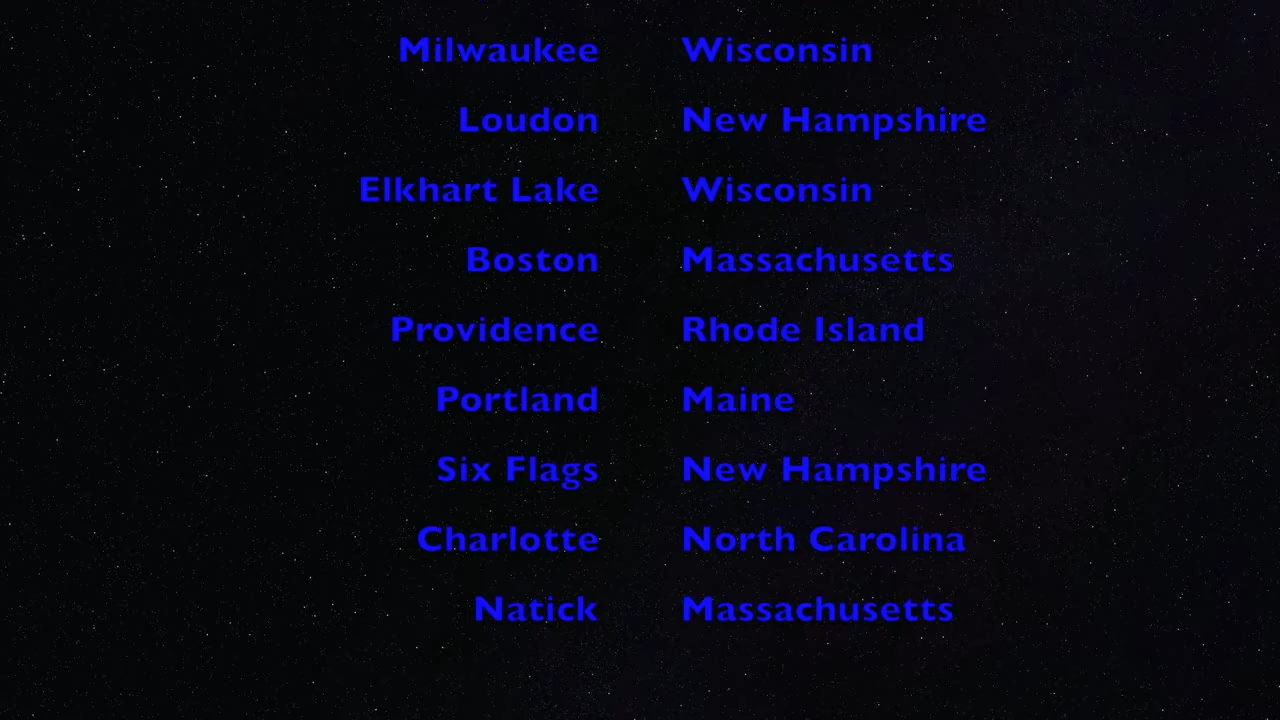 Milwaukee Wisconsin
Loudon New Hampshire
Elkhart Lake Wisconsin
Boston Massachusetts
Providence Rhode Island
Portland Maine
Six Flags New Hampshire
Charlotte North Carolina
Natick Massachusetts